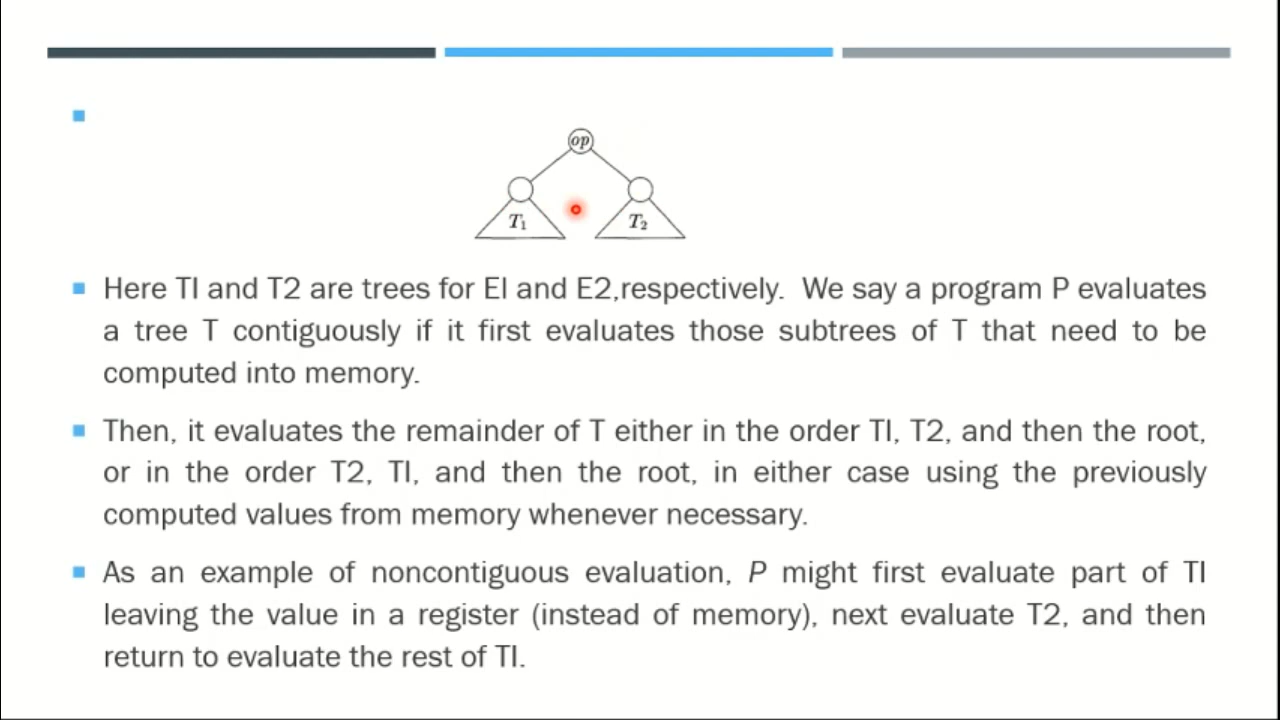 op
T₁ T₂
Here TI and T2 are trees for EI and E2,respectively. We say a program P evaluates
a tree T contiguously if it first evaluates those subtrees of T that need to be
computed into memory.
Then, it evaluates the remainder of T either in the order TI, T2, and then the root,
or in the order T2, TI, and then the root, in either case using the previously
computed values from memory whenever necessary.
As an example of noncontiguous evaluation, P might first evaluate part of TI
leaving the value in a register (instead of memory), next evaluate T2, and then
return to evaluate the rest of TI.